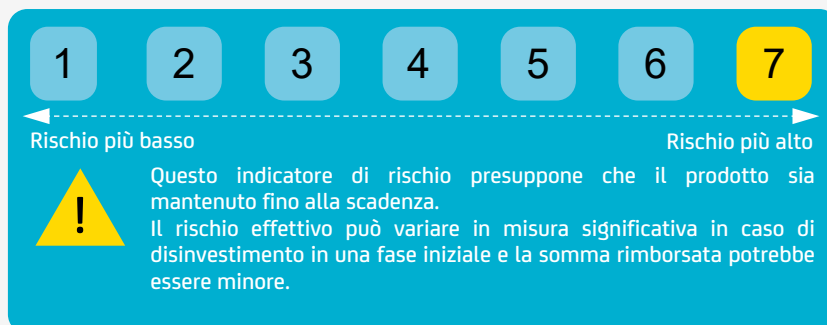 1 2 3 4 5 6 7
Rischio più basso Rischio più alto
!
Questo indicatore di rischio presuppone che il prodotto sia
mantenuto fino alla scadenza.
Il rischio effettivo può variare in misura significativa in caso di
disinvestimento in una fase iniziale e la somma rimborsata potrebbe
essere minore.